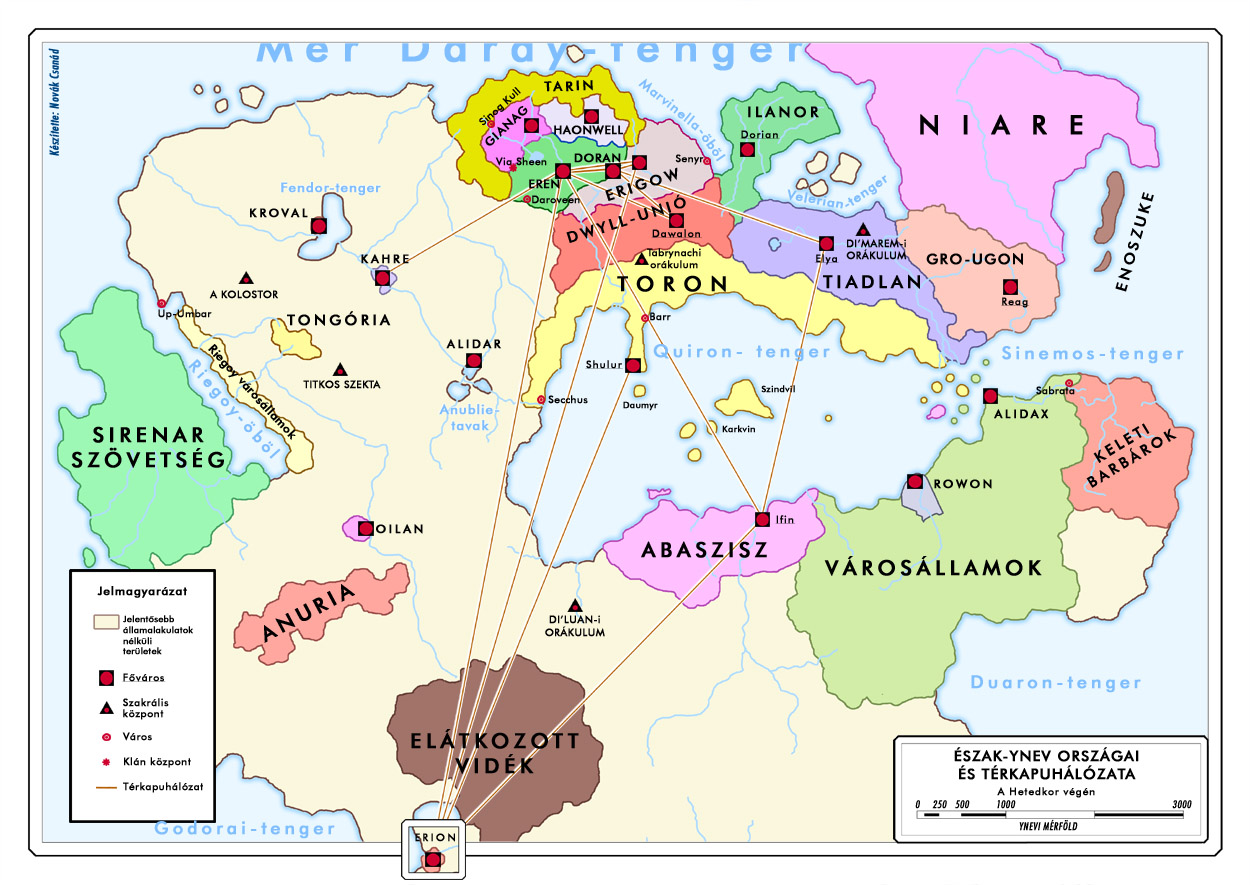 Mer Daray-tenger
Készítette: Novák Csanád
TARIN
Sinog Kull
GIANAG
HAONWELL
Marvinella-öböl
ILANOR
Dorian
NIARE
Via Sheen
DORAN
Senyr
EREN
ERIGOW
Daroveen
Fendor-tenger
KROVAL
Velerian-tenger
ENOSZUKE
DWYLL-UNIÓ
Dawalon
KAHRE
Elya
DI'MAREM-i
ORÁKULUM
GRO-UGON
Tabrynachi
orákulum
A KOLOSTOR
TORON
TIADLAN
Reag
Up-Umbar
TONGÓRIA
Barr
ALIDAR
Riegoy városállamok
Riegoy-öböl
Quiron- tenger
Sinemos-tenger
Shulur
TITKOS SZEKTA
Szindvil
Sabrata
Secchus
Daumyr
ALIDAX
Anublie-
tavak
Karkvin
SIRENAR
SZÖVETSÉG
KELETI
BARBÁROK
ROWON
OILAN
Ifin
ABASZISZ
VÁROSÁLLAMOK
ANURIA
DI'LUAN-i
ORÁKULUM
Duaron-tenger
ELÁTKOZOTT
VIDÉK
Godorai-tenger
ERION
Jelmagyarázat
Jelentősebb
államalakulatok
nélküli
területek
Főváros
Szakrális
központ
Város
Klán központ
Térkapuhálózat
ÉSZAK-YNEV ORSZÁGAI
ÉS TÉRKAPUHÁLÓZATA
A Hetedkor végén
0 250 500 1000 3000
YNEVI MÉRFÖLD